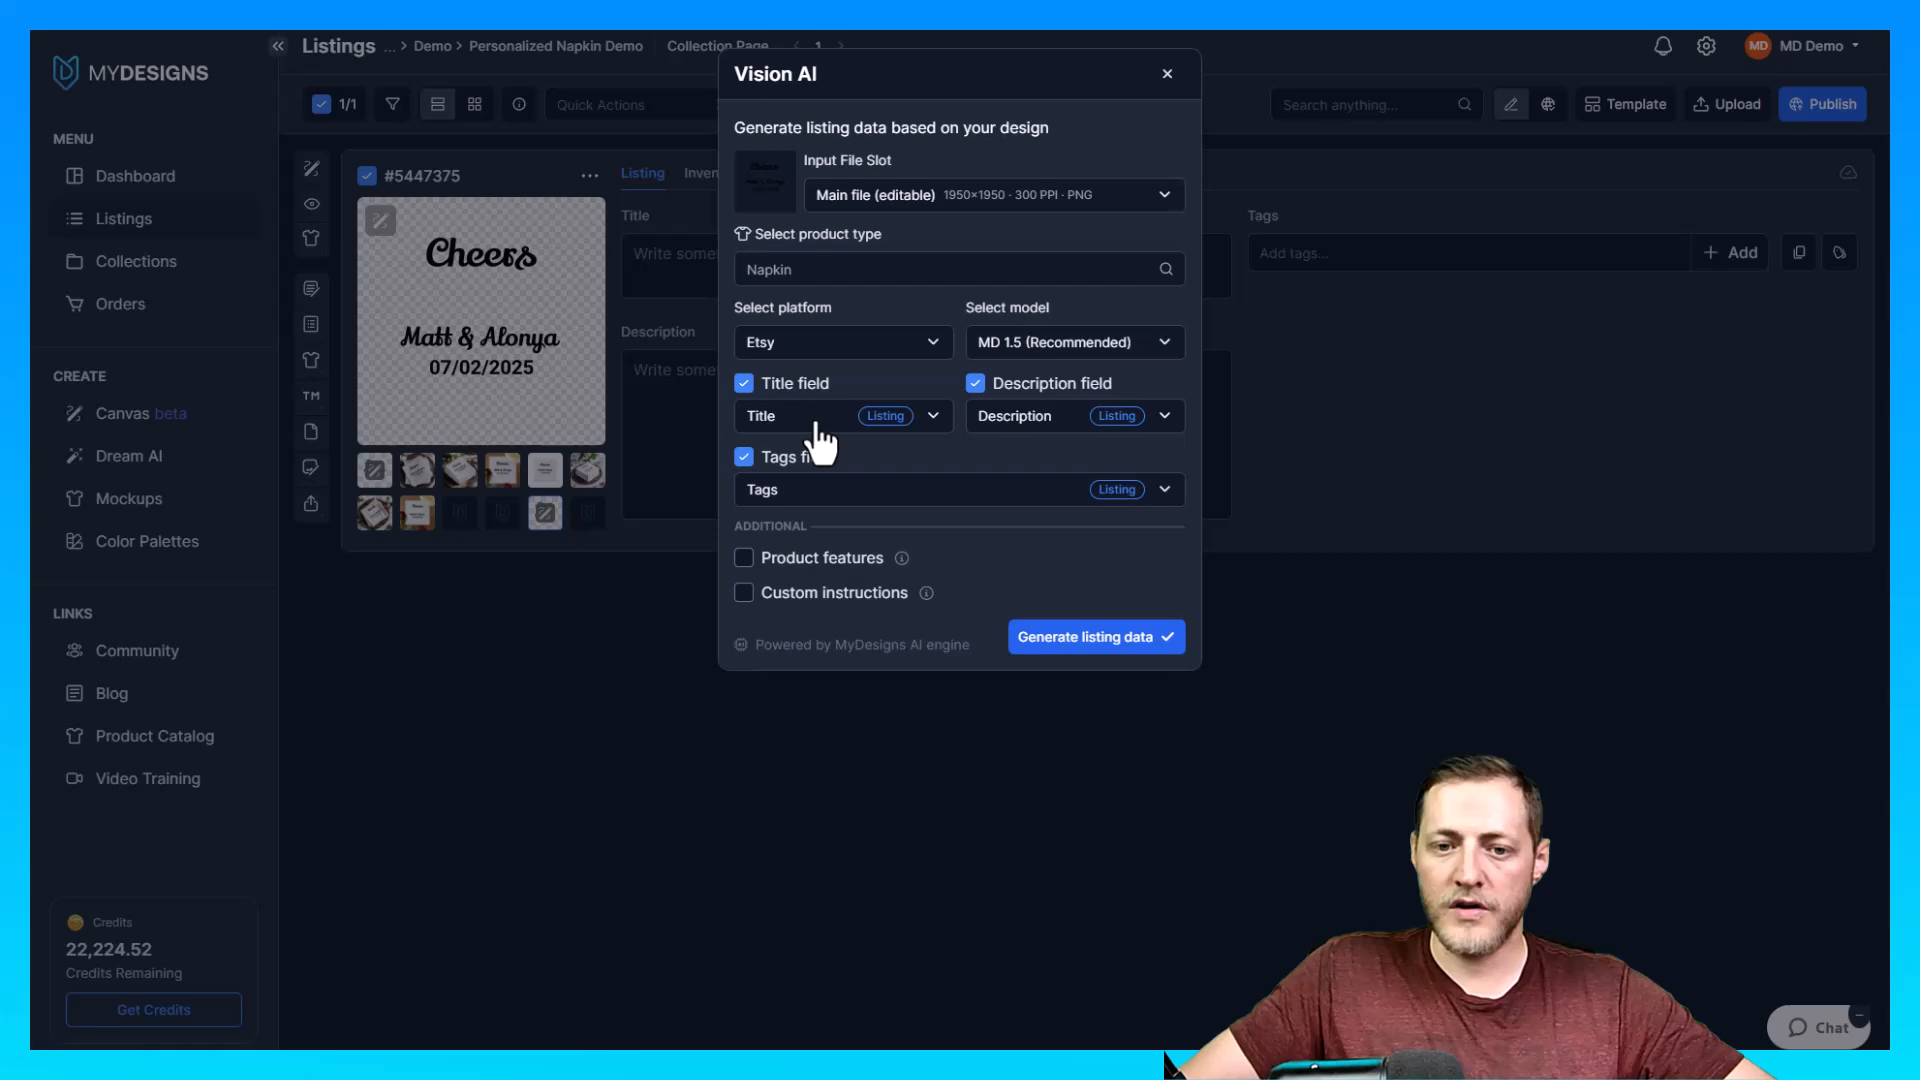 MYDESIGNS
MENU
Dashboard
Listings
Collections
Orders
CREATE
Canvas beta
Dream AI
Mockups
Color Palettes
LINKS
Community
Blog
Product Catalog
Video Training
Credits
22,224.52
Credits Remaining
Get Credits
Listings ... > Demo > Personalized Napkin Demo
Collection Page
1
MD
MD Demo
1/1
Quick Actions
Search anything...
Template
Upload
Publish
TM
#5447375
Cheers
Matt & Alonya
07/02/2025
Listing
Title
Description
Tags
Add tags...
Add
Vision AI
Generate listing data based on your design
Input File Slot
Main file (editable) 1950×1950 · 300 PPI · PNG
Select product type
Napkin
Select platform
Select model
Etsy
MD 1.5 (Recommended)
Title field
Description field
Title Listing
Description Listing
Tags
Tags Listing
ADDITIONAL
Product features
Custom instructions
Powered by MyDesigns AI engine
Generate listing data
Chat